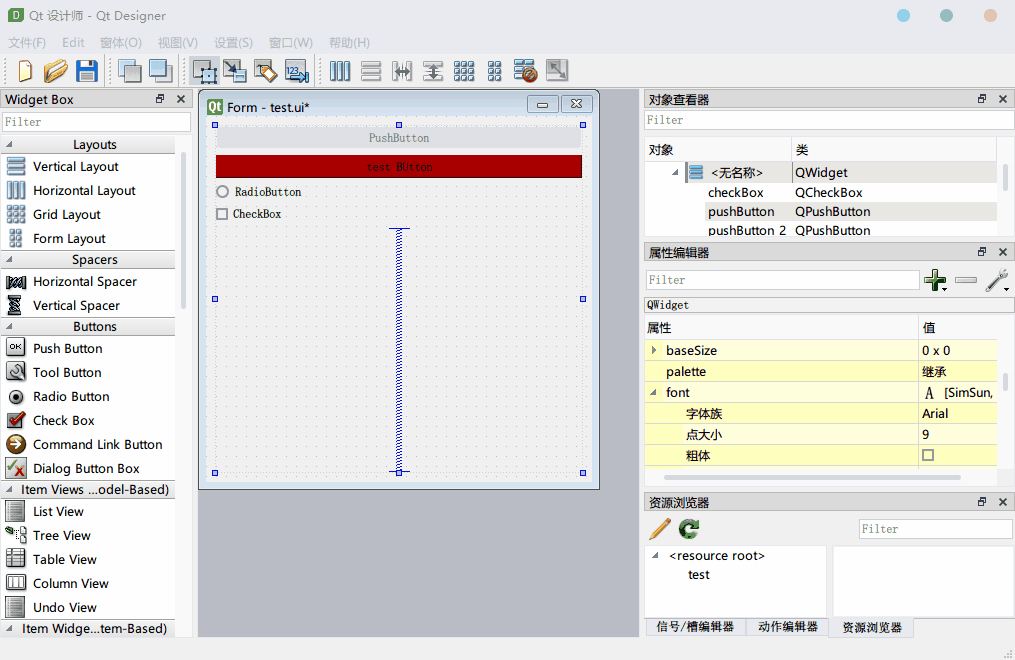 Qt 设计师 - Qt Designer
文件(F) Edit 窗体(O) 视图(V) 设置(S) 窗口(W) 帮助(H)
123
Widget Box
Filter
Layouts
Vertical Layout
Horizontal Layout
Grid Layout
Form Layout
Spacers
Horizontal Spacer
Vertical Spacer
Buttons
OK Push Button
Tool Button
Radio Button
Check Box
Command Link Button
Dialog Button Box
Item Views ...odel-Based)
List View
Tree View
Table View
Column View
Undo View
Item Widge...tem-Based)
Qt Form - test.ui*
PushButton
test BUtton
RadioButton
CheckBox
对象查看器
Filter
对象 类
<无名称> QWidget
checkBox QCheckBox
pushButton QPushButton
pushButton 2 QPushButton
属性编辑器
Filter
QWidget
属性 值
baseSize 0 x 0
palette 继承
font A [SimSun,
字体族 Arial
点大小 9
粗体
资源浏览器
Filter
<resource root>
test
信号/槽编辑器 动作编辑器 资源浏览器